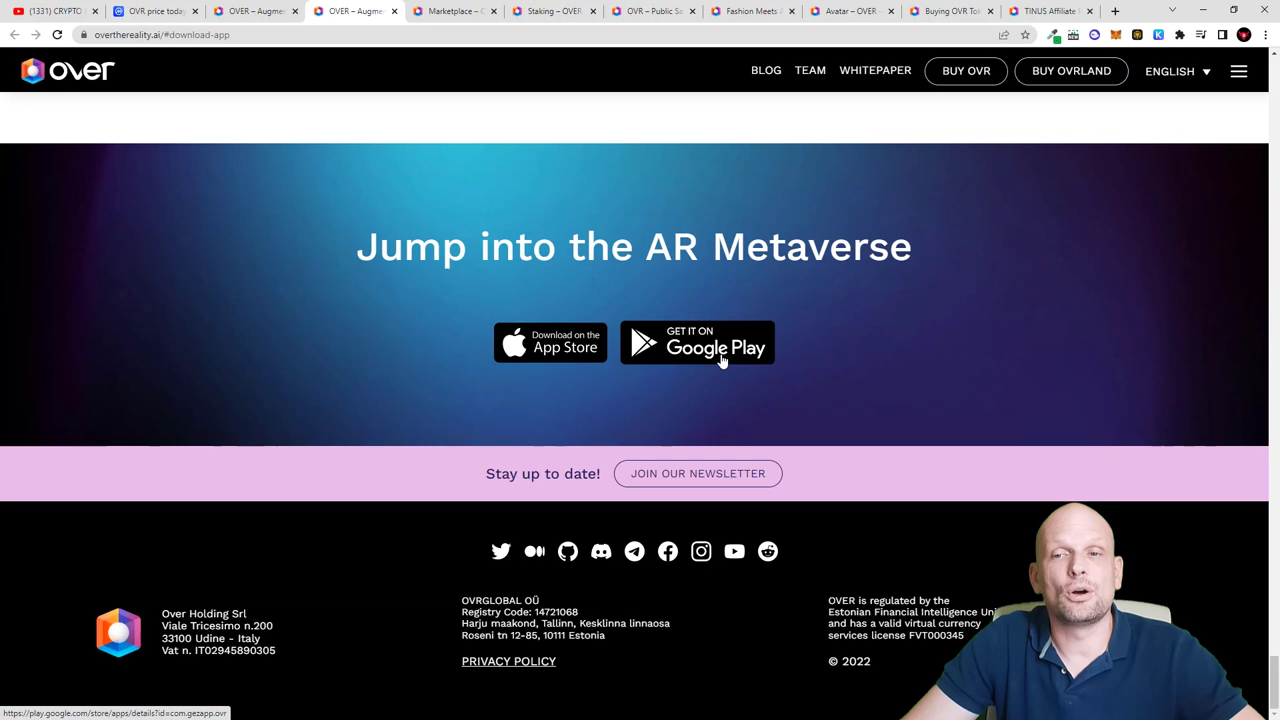 (1331) CRYPTO
OVR price today
OVER – Augme
OVER – Augme
Marketplace – O
Staking – OVER
OVR – Public Sa
Fashion Meets A
Avatar – OVER
Buying OVR Tok
TINUS Affiliate P
overthereality.ai/#download-app
over
BLOG
TEAM
WHITEPAPER
BUY OVR
BUY OVRLAND
ENGLISH
Jump into the AR Metaverse
Download on the
App Store
GET IT ON
Google Play
Stay up to date!
JOIN OUR NEWSLETTER
Over Holding Srl
Viale Tricesimo n.200
33100 Udine - Italy
Vat n. IT02945890305
OVRGLOBAL OÜ
Registry Code: 14721068
Harju maakond, Tallinn, Kesklinna linnaosa
Roseni tn 12-85, 10111 Estonia
PRIVACY POLICY
OVER is regulated by the
Estonian Financial Intelligence Uni
and has a valid virtual currency
services license FVT000345
© 2022
https://play.google.com/store/apps/details?id=com.gezapp.ovr